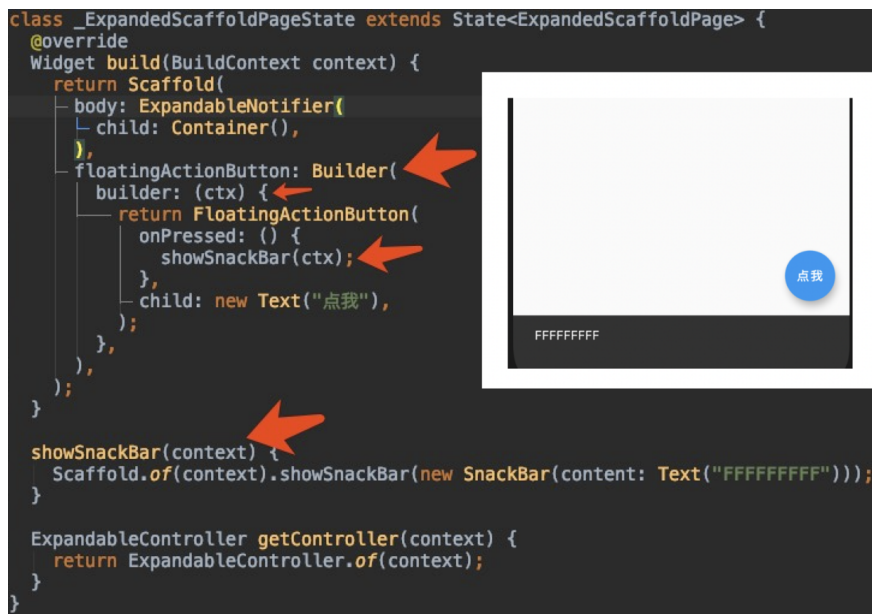 class _ExpandedScaffoldPageState extends State<ExpandedScaffoldPage> {
@override
Widget build(BuildContext context) {
return Scaffold(
body: ExpandableNotifier(
child: Container(),
),
floatingActionButton: Builder(
builder: (ctx) {
return FloatingActionButton(
onPressed: () {
showSnackBar(ctx);
},
child: new Text("点我"),
);
},
),
);
}
showSnackBar(context) {
Scaffold.of(context).showSnackBar(new SnackBar(content: Text("FFFFFFFFF")));
}
ExpandableController getController(context) {
return ExpandableController.of(context);
}
}
点我
FFFFFFFFF